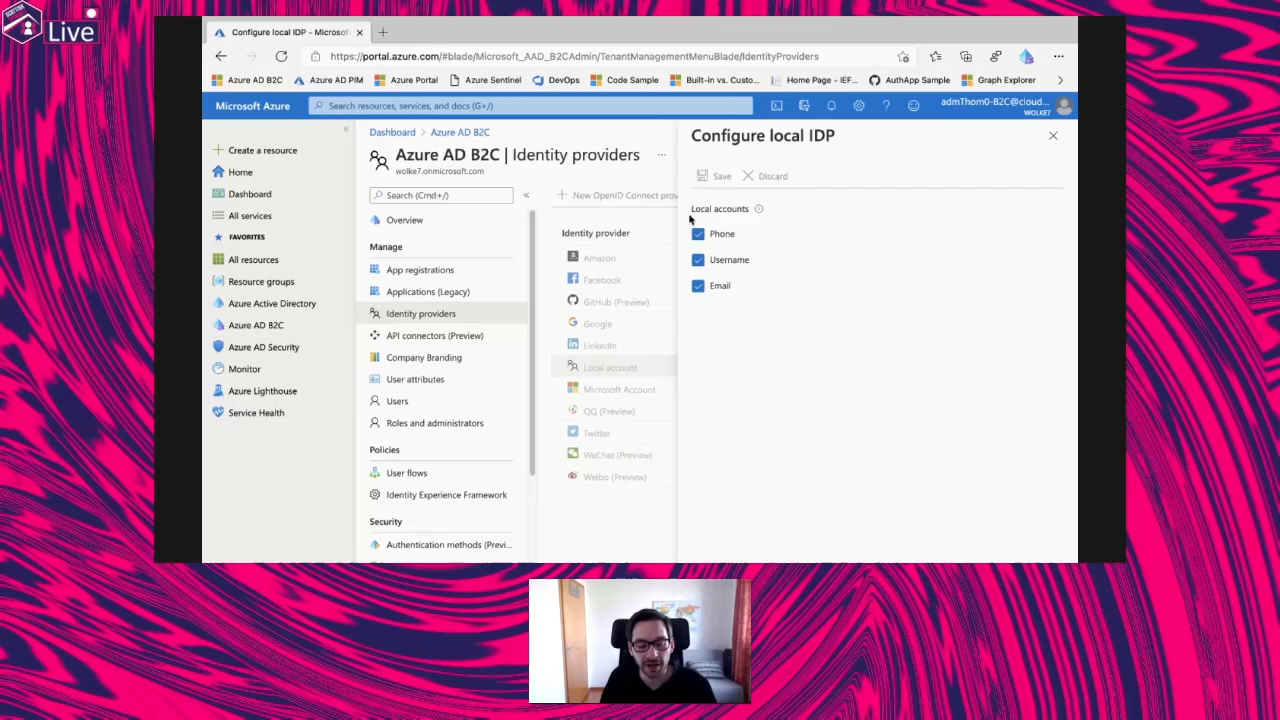 Live
Configure local IDP - Microsof
https://portal.azure.com/#blade/Microsoft_AAD_B2CAdmin/TenantManagementMenuBlade/IdentityProviders
Azure AD B2C
Azure AD PIM
Azure Portal
Azure Sentinel
DevOps
Code Sample
Built-in vs. Custo...
Home Page - IEF...
AuthApp Sample
Graph Explorer
Microsoft Azure
Search resources, services, and docs (G+/)
admThom0-B2C@cloud...
WOLKE7
Create a resource
Home
Dashboard
All services
FAVORITES
All resources
Resource groups
Azure Active Directory
Azure AD B2C
Azure AD Security
Monitor
Azure Lighthouse
Service Health
Dashboard > Azure AD B2C
Azure AD B2C | Identity providers
wolke7.onmicrosoft.com
Search (Cmd+/)
Overview
Manage
App registrations
Applications (Legacy)
Identity providers
API connectors (Preview)
Company Branding
User attributes
Users
Roles and administrators
Policies
User flows
Identity Experience Framework
Security
Authentication methods (Previ...
New OpenID Connect prov
Identity provider
Amazon
Facebook
GitHub (Preview)
Google
LinkedIn
Local account
Microsoft Account
QQ (Preview)
Twitter
WeChat (Preview)
Weibo (Preview)
Configure local IDP
Save
Discard
Local accounts
Phone
Username
Email